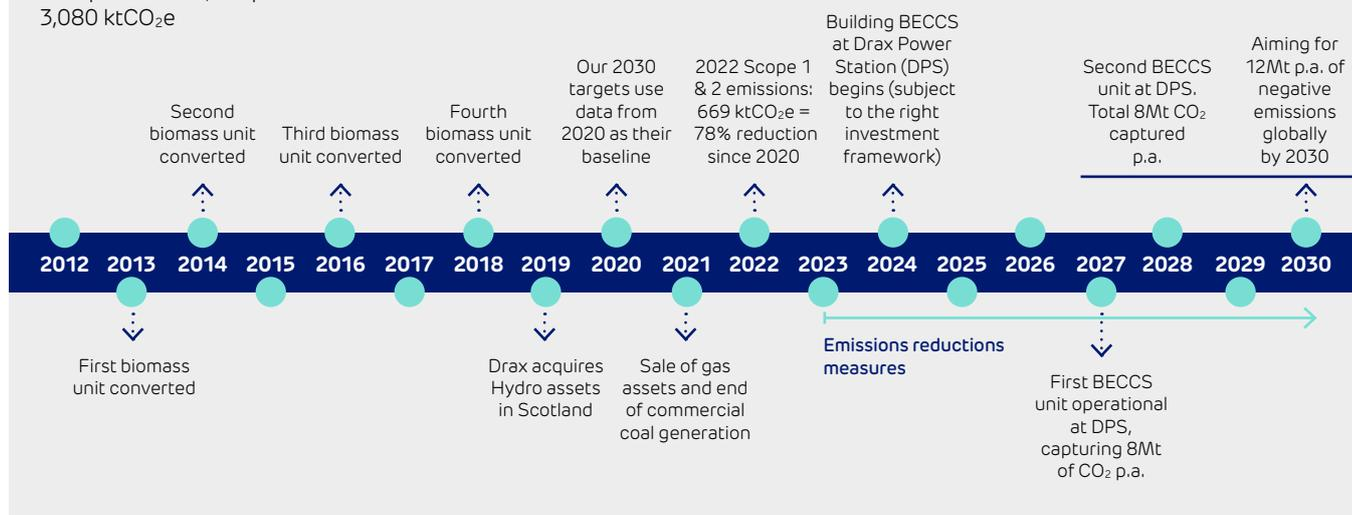 3,080 ktCO₂e
Second
biomass unit
converted
Third biomass
unit converted
Fourth
biomass unit
converted
Our 2030
targets use
data from
2020 as their
baseline
2022 Scope 1
& 2 emissions:
669 ktCO₂e =
78% reduction
since 2020
Building BECCS
at Drax Power
Station (DPS)
begins (subject
to the right
investment
framework)
Second BECCS
unit at DPS.
Total 8Mt CO₂
captured
p.a.
Aiming for
12Mt p.a. of
negative
emissions
globally
by 2030
2012 2013 2014 2015 2016 2017 2018 2019 2020 2021 2022 2023 2024 2025 2026 2027 2028 2029 2030
First biomass
unit converted
Drax acquires
Hydro assets
in Scotland
Sale of gas
assets and end
of commercial
coal generation
Emissions reductions
measures
First BECCS
unit operational
at DPS,
capturing 8Mt
of CO₂ p.a.